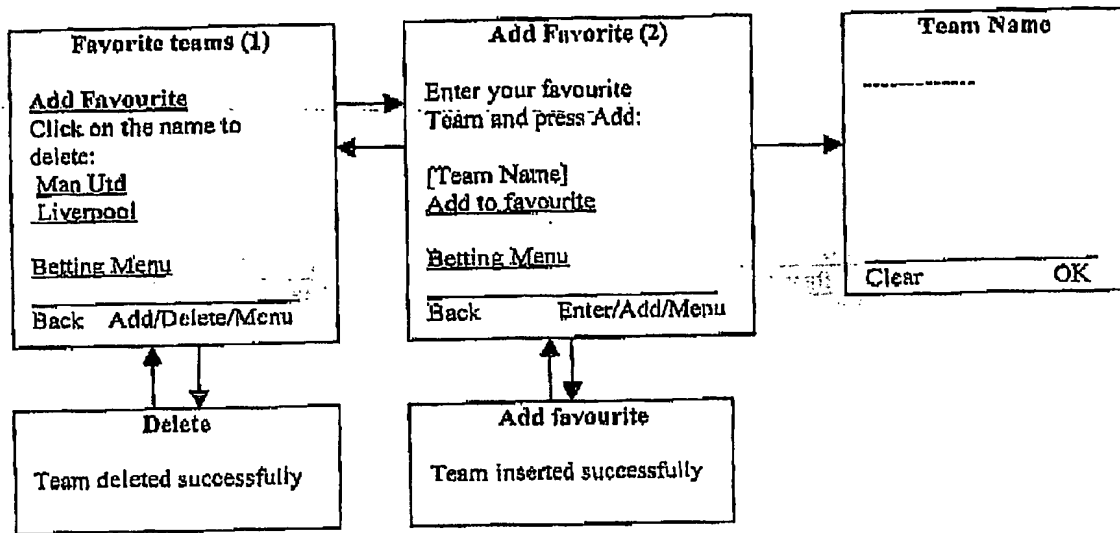 Favorite teams (1)
Add Favourite
Click on the name to
delete:
Man Utd
Liverpool
Betting Menu
Back Add/Delete/Menu
Add Favorite (2)
Enter your favourite
Team and press Add:
[Team Name]
Add to favourite
Betting Menu
Back Enter/Add/Menu
Team Name
Clear OK
Delete
Team deleted successfully
Add favourite
Team inserted successfully